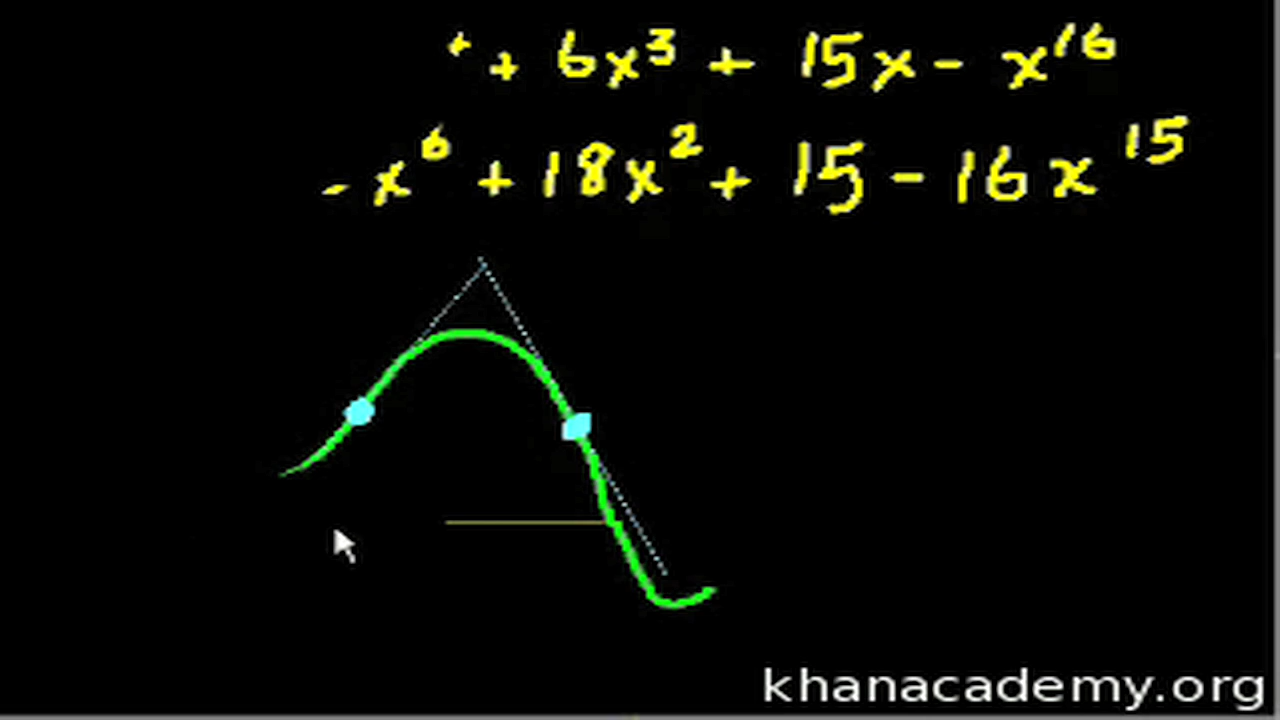 + 6x³ + 15x - x¹⁶
- x⁶ + 18x² + 15 - 16x¹⁵
khanacademy.org